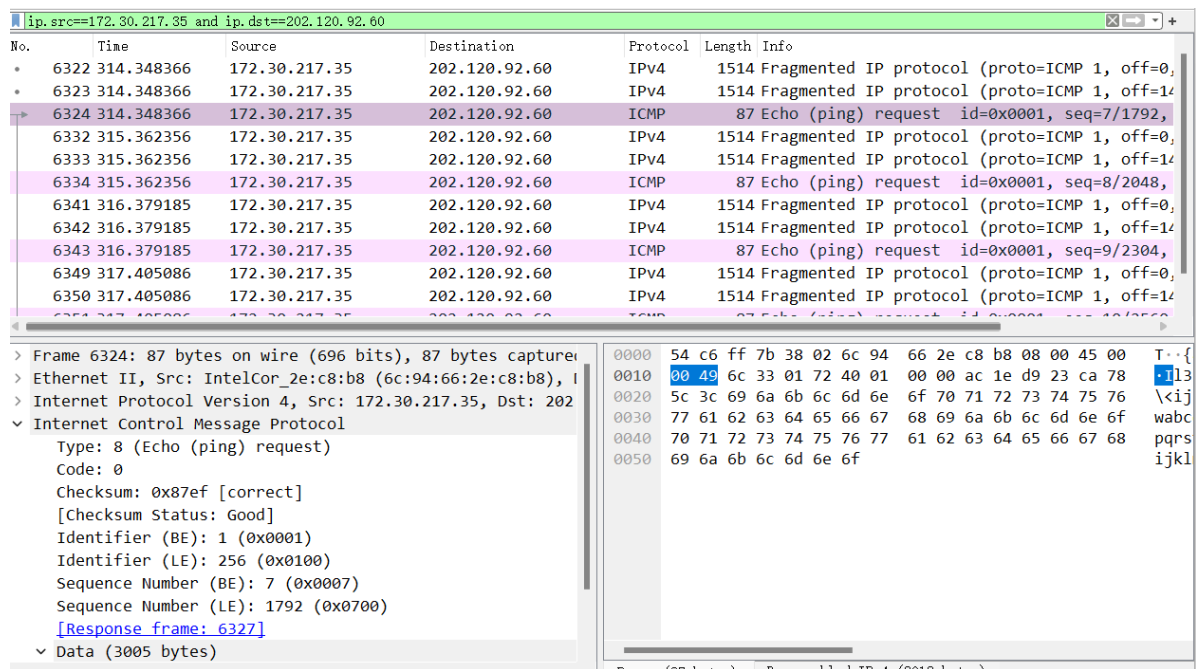 ip.src==172.30.217.35 and ip.dst==202.120.92.60
No. Time Source Destination Protocol Length Info
6322 314.348366 172.30.217.35 202.120.92.60 IPv4 1514 Fragmented IP protocol (proto=ICMP 1, off=0,
6323 314.348366 172.30.217.35 202.120.92.60 IPv4 1514 Fragmented IP protocol (proto=ICMP 1, off=14
6324 314.348366 172.30.217.35 202.120.92.60 ICMP 87 Echo (ping) request id=0x0001, seq=7/1792,
6332 315.362356 172.30.217.35 202.120.92.60 IPv4 1514 Fragmented IP protocol (proto=ICMP 1, off=0,
6333 315.362356 172.30.217.35 202.120.92.60 IPv4 1514 Fragmented IP protocol (proto=ICMP 1, off=14
6334 315.362356 172.30.217.35 202.120.92.60 ICMP 87 Echo (ping) request id=0x0001, seq=8/2048,
6341 316.379185 172.30.217.35 202.120.92.60 IPv4 1514 Fragmented IP protocol (proto=ICMP 1, off=0,
6342 316.379185 172.30.217.35 202.120.92.60 IPv4 1514 Fragmented IP protocol (proto=ICMP 1, off=14
6343 316.379185 172.30.217.35 202.120.92.60 ICMP 87 Echo (ping) request id=0x0001, seq=9/2304,
6349 317.405086 172.30.217.35 202.120.92.60 IPv4 1514 Fragmented IP protocol (proto=ICMP 1, off=0,
6350 317.405086 172.30.217.35 202.120.92.60 IPv4 1514 Fragmented IP protocol (proto=ICMP 1, off=14
Frame 6324: 87 bytes on wire (696 bits), 87 bytes capture
Ethernet II, Src: IntelCor_2e:c8:b8 (6c:94:66:2e:c8:b8),
Internet Protocol Version 4, Src: 172.30.217.35, Dst: 202
Internet Control Message Protocol
Type: 8 (Echo (ping) request)
Code: 0
Checksum: 0x87ef [correct]
[Checksum Status: Good]
Identifier (BE): 1 (0x0001)
Identifier (LE): 256 (0x0100)
Sequence Number (BE): 7 (0x0007)
Sequence Number (LE): 1792 (0x0700)
[Response frame: 6327]
Data (3005 bytes)
0000 54 c6 ff 7b 38 02 6c 94 66 2e c8 b8 08 00 45 00 T··{
0010 00 49 6c 33 01 72 40 01 00 00 ac 1e d9 23 ca 78 ·Il3
0020 5c 3c 69 6a 6b 6c 6d 6e 6f 70 71 72 73 74 75 76 \<ij
0030 77 61 62 63 64 65 66 67 68 69 6a 6b 6c 6d 6e 6f wabc
0040 70 71 72 73 74 75 76 77 61 62 63 64 65 66 67 68 pqrs
0050 69 6a 6b 6c 6d 6e 6f ijkl